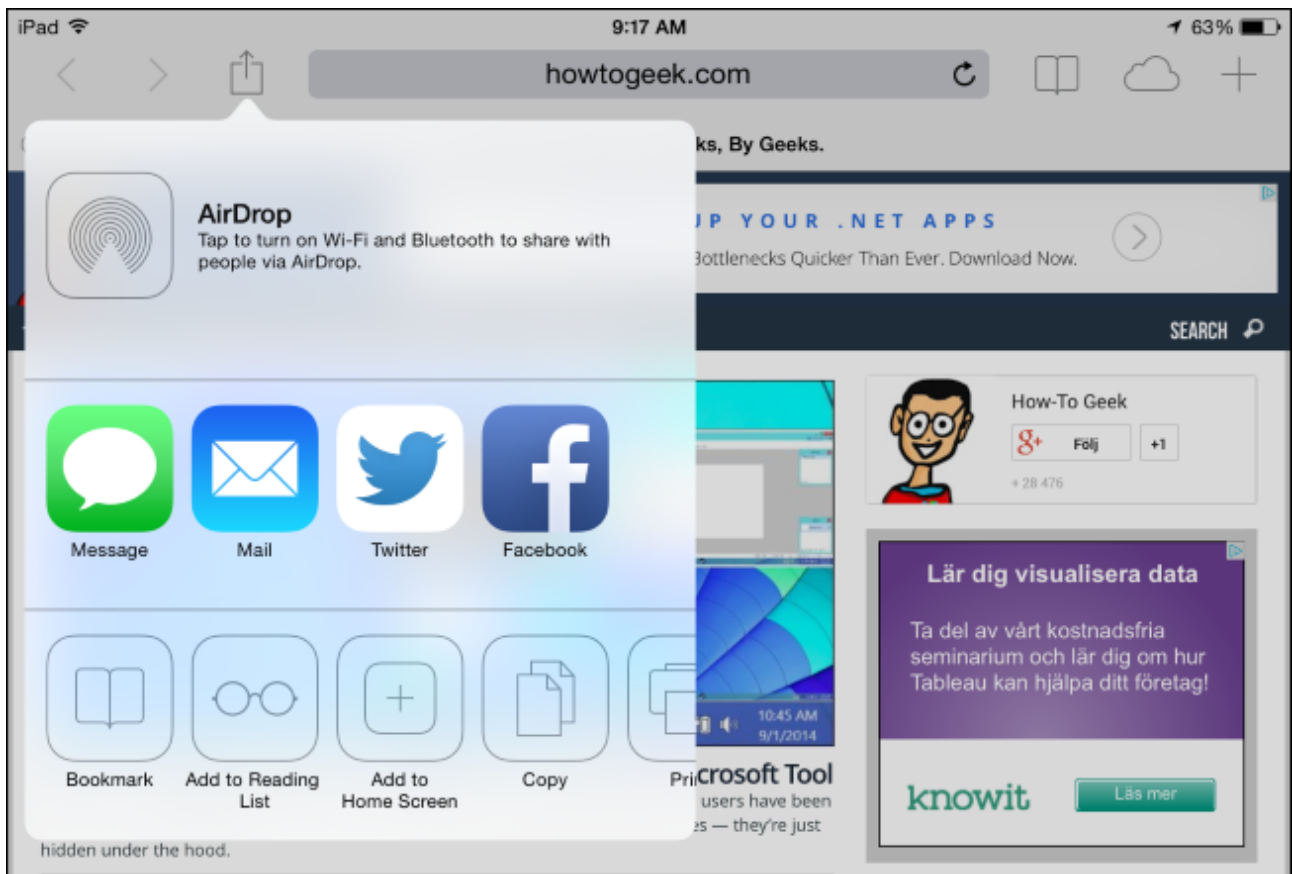 iPad 9:17 AM 63%
howtogeek.com
ks, By Geeks.
AirDrop
Tap to turn on Wi-Fi and Bluetooth to share with
people via AirDrop.
UP YOUR .NET APPS
Bottlenecks Quicker Than Ever. Download Now.
SEARCH
Message Mail Twitter Facebook
How-To Geek
g+ Följ +1
+ 28 476
Lär dig visualisera data
Ta del av vårt kostnadsfria
seminarium och lär dig om hur
Tableau kan hjälpa ditt företag!
knowit Läs mer
10:45 AM
9/1/2014
Bookmark Add to Reading Add to Copy Pri
List Home Screen
crosoft Tool
users have been
es — they're just
hidden under the hood.